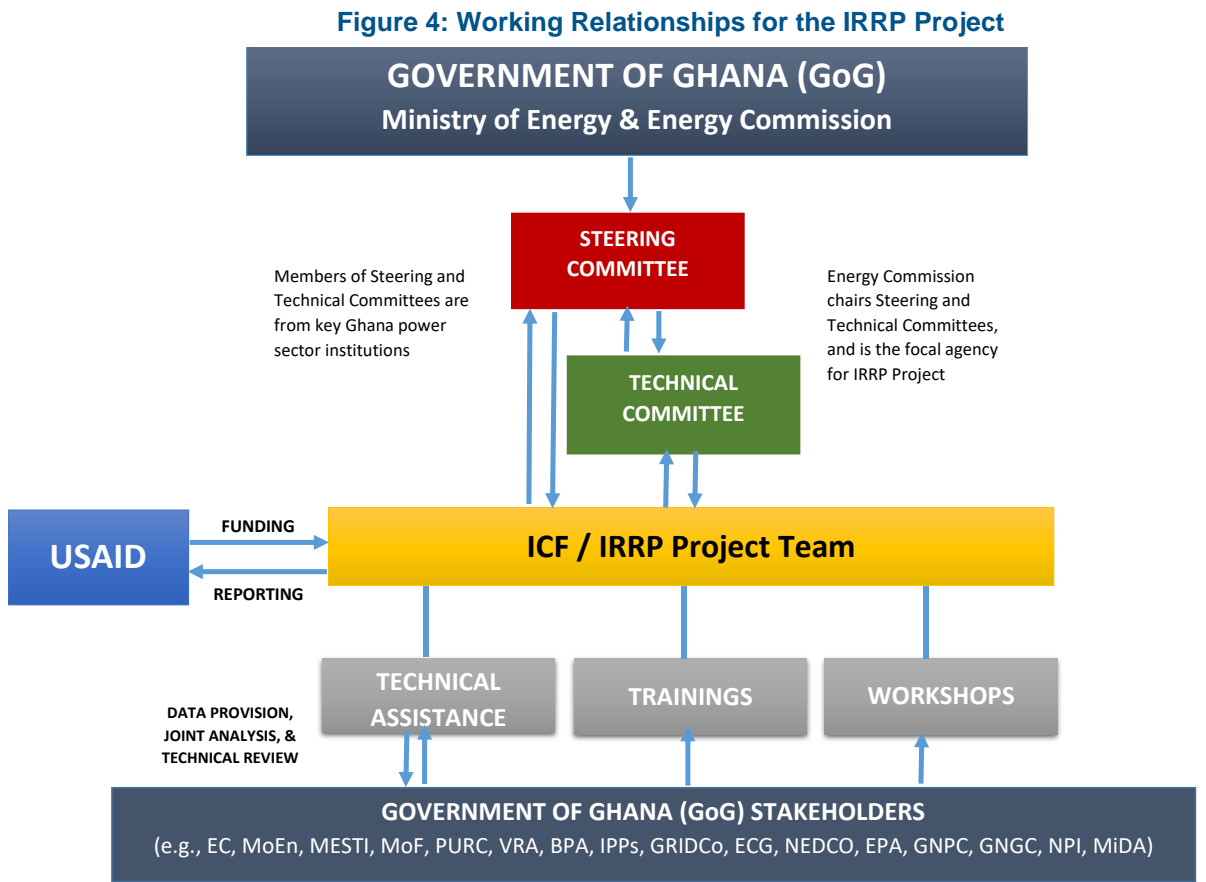 Figure 4: Working Relationships for the IRRP Project
GOVERNMENT OF GHANA (GoG)
Ministry of Energy & Energy Commission
STEERING
COMMITTEE
Members of Steering and
Technical Committees are
from key Ghana power
sector institutions
Energy Commission
chairs Steering and
Technical Committees,
and is the focal agency
for IRRP Project
TECHNICAL
COMMITTEE
USAID
FUNDING
REPORTING
ICF / IRRP Project Team
TECHNICAL
ASSISTANCE
TRAININGS
WORKSHOPS
DATA PROVISION,
JOINT ANALYSIS, &
TECHNICAL REVIEW
GOVERNMENT OF GHANA (GoG) STAKEHOLDERS
(e.g., EC, MoEn, MESTI, MoF, PURC, VRA, BPA, IPPs, GRIDCo, ECG, NEDCO, EPA, GNPC, GNGC, NPI, MiDA)